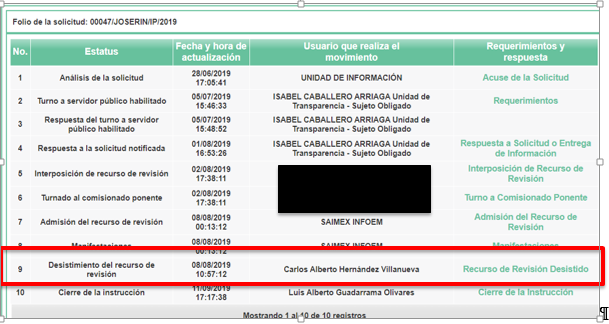 Folio de la solicitud: 00047/JOSERIN/IP/2019
No. Estatus Fecha y hora de actualización Usuario que realiza el movimiento Requerimientos y respuesta
1 Análisis de la solicitud 28/06/2019 17:05:41 UNIDAD DE INFORMACIÓN Acuse de la Solicitud
2 Turno a servidor público habilitado 05/07/2019 15:46:33 ISABEL CABALLERO ARRIAGA Unidad de Transparencia - Sujeto Obligado Requerimientos
3 Respuesta del turno a servidor público habilitado 05/07/2019 15:48:52 ISABEL CABALLERO ARRIAGA Unidad de Transparencia - Sujeto Obligado
4 Respuesta a la solicitud notificada 01/08/2019 16:53:26 ISABEL CABALLERO ARRIAGA Unidad de Transparencia - Sujeto Obligado Respuesta a Solicitud o Entrega de Información
5 Interposición de recurso de revisión 02/08/2019 17:38:11 Interposición de Recurso de Revisión
6 Turnado al comisionado ponente 02/08/2019 17:38:11 Turno a Comisionado Ponente
7 Admisión del recurso de revisión 08/08/2019 00:13:12 SAIMEX INFOEM Admisión del Recurso de Revisión
8 Manifestaciones 08/08/2019 00:13:12 SAIMEX INFOEM Manifestaciones
9 Desistimiento del recurso de revisión 08/08/2019 10:57:12 Carlos Alberto Hernández Villanueva Recurso de Revisión Desistido
10 Cierre de la instrucción 11/09/2019 17:17:38 Luis Alberto Guadarrama Olivares Cierre de la Instrucción
Mostrando 1 al 10 de 10 registros
¶